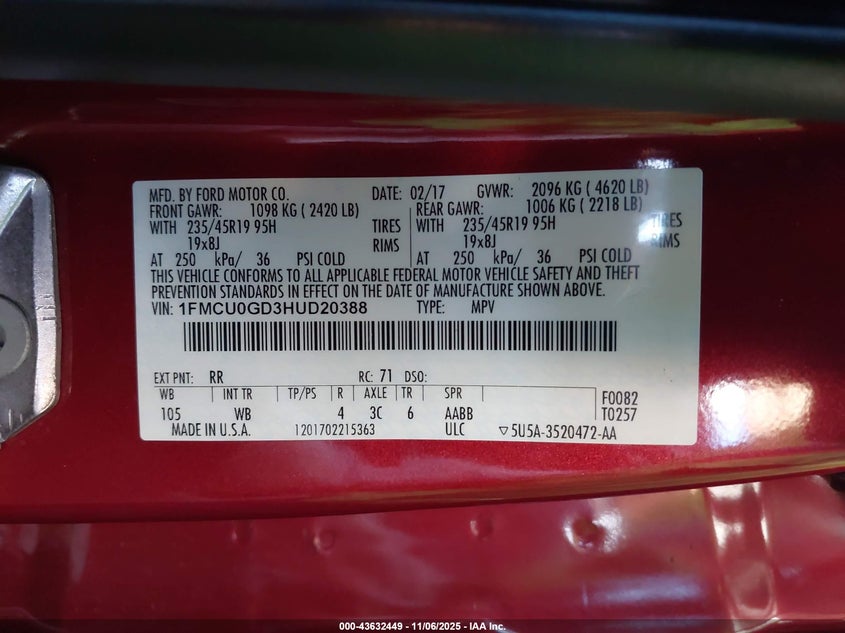 MFD. BY FORD MOTOR CO. DATE: 02/17 GVWR: 2096 KG ( 4620 LB)
FRONT GAWR: 1098 KG ( 2420 LB) REAR GAWR: 1006 KG ( 2218 LB)
WITH 235/45R19 95H TIRES WITH 235/45R19 95H TIRES
19x8J RIMS 19x8J RIMS
AT 250 kPa/ 36 PSI COLD AT 250 kPa/ 36 PSI COLD
THIS VEHICLE CONFORMS TO ALL APPLICABLE FEDERAL MOTOR VEHICLE SAFETY AND THEFT
PREVENTION STANDARDS IN EFFECT ON THE DATE OF MANUFACTURE SHOWN ABOVE.
VIN: 1FMCU0GD3HUD20388 TYPE: MPV
EXT PNT: RR RC: 71 DSO:
WB INT TR TP/PS R AXLE TR SPR F0082
105 WB 4 3C 6 AABB T0257
MADE IN U.S.A. 1201702215363 ULC ▽5U5A-3520472-AA
000-43632449 - 11/06/2025 - IAA Inc.